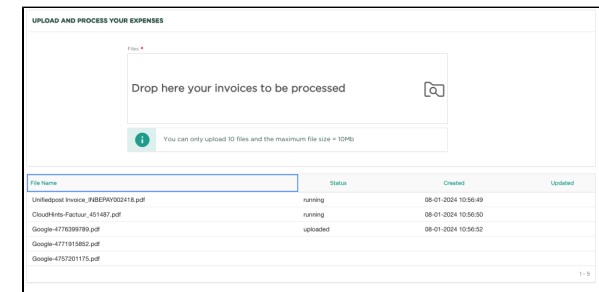 UPLOAD AND PROCESS YOUR EXPENSES
Files *
Drop here your invoices to be processed
You can only upload 10 files and the maximum file size = 10Mb
File Name Status Created Updated
Unifiedpost Invoice_INBEPAY002418.pdf running 08-01-2024 10:56:49
CloudHints-Factuur_451487.pdf running 08-01-2024 10:56:50
Google-4776399789.pdf uploaded 08-01-2024 10:56:52
Google-4771915852.pdf
Google-4757201175.pdf
1 - 5